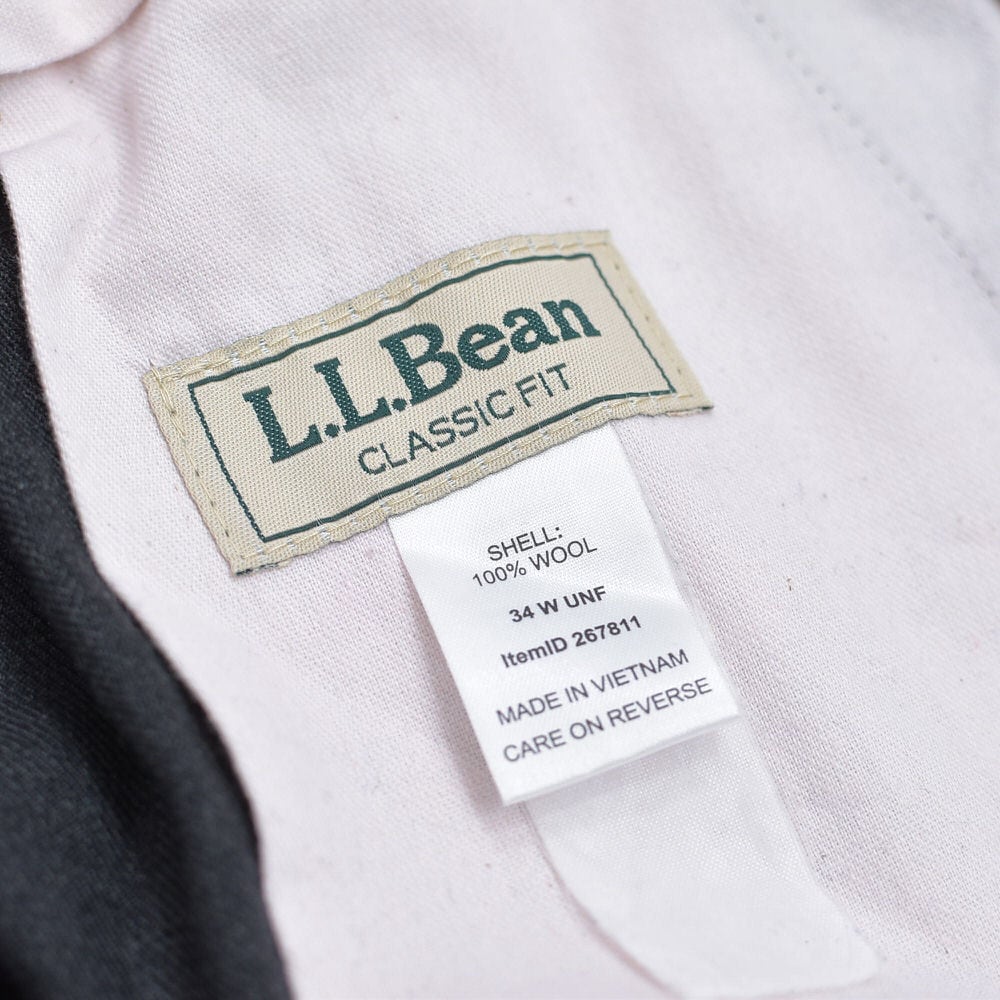 L.L.Bean
CLASSIC FIT
SHELL:
100% WOOL
34 W UNF
ItemID 267811
MADE IN VIETNAM
CARE ON REVERSE